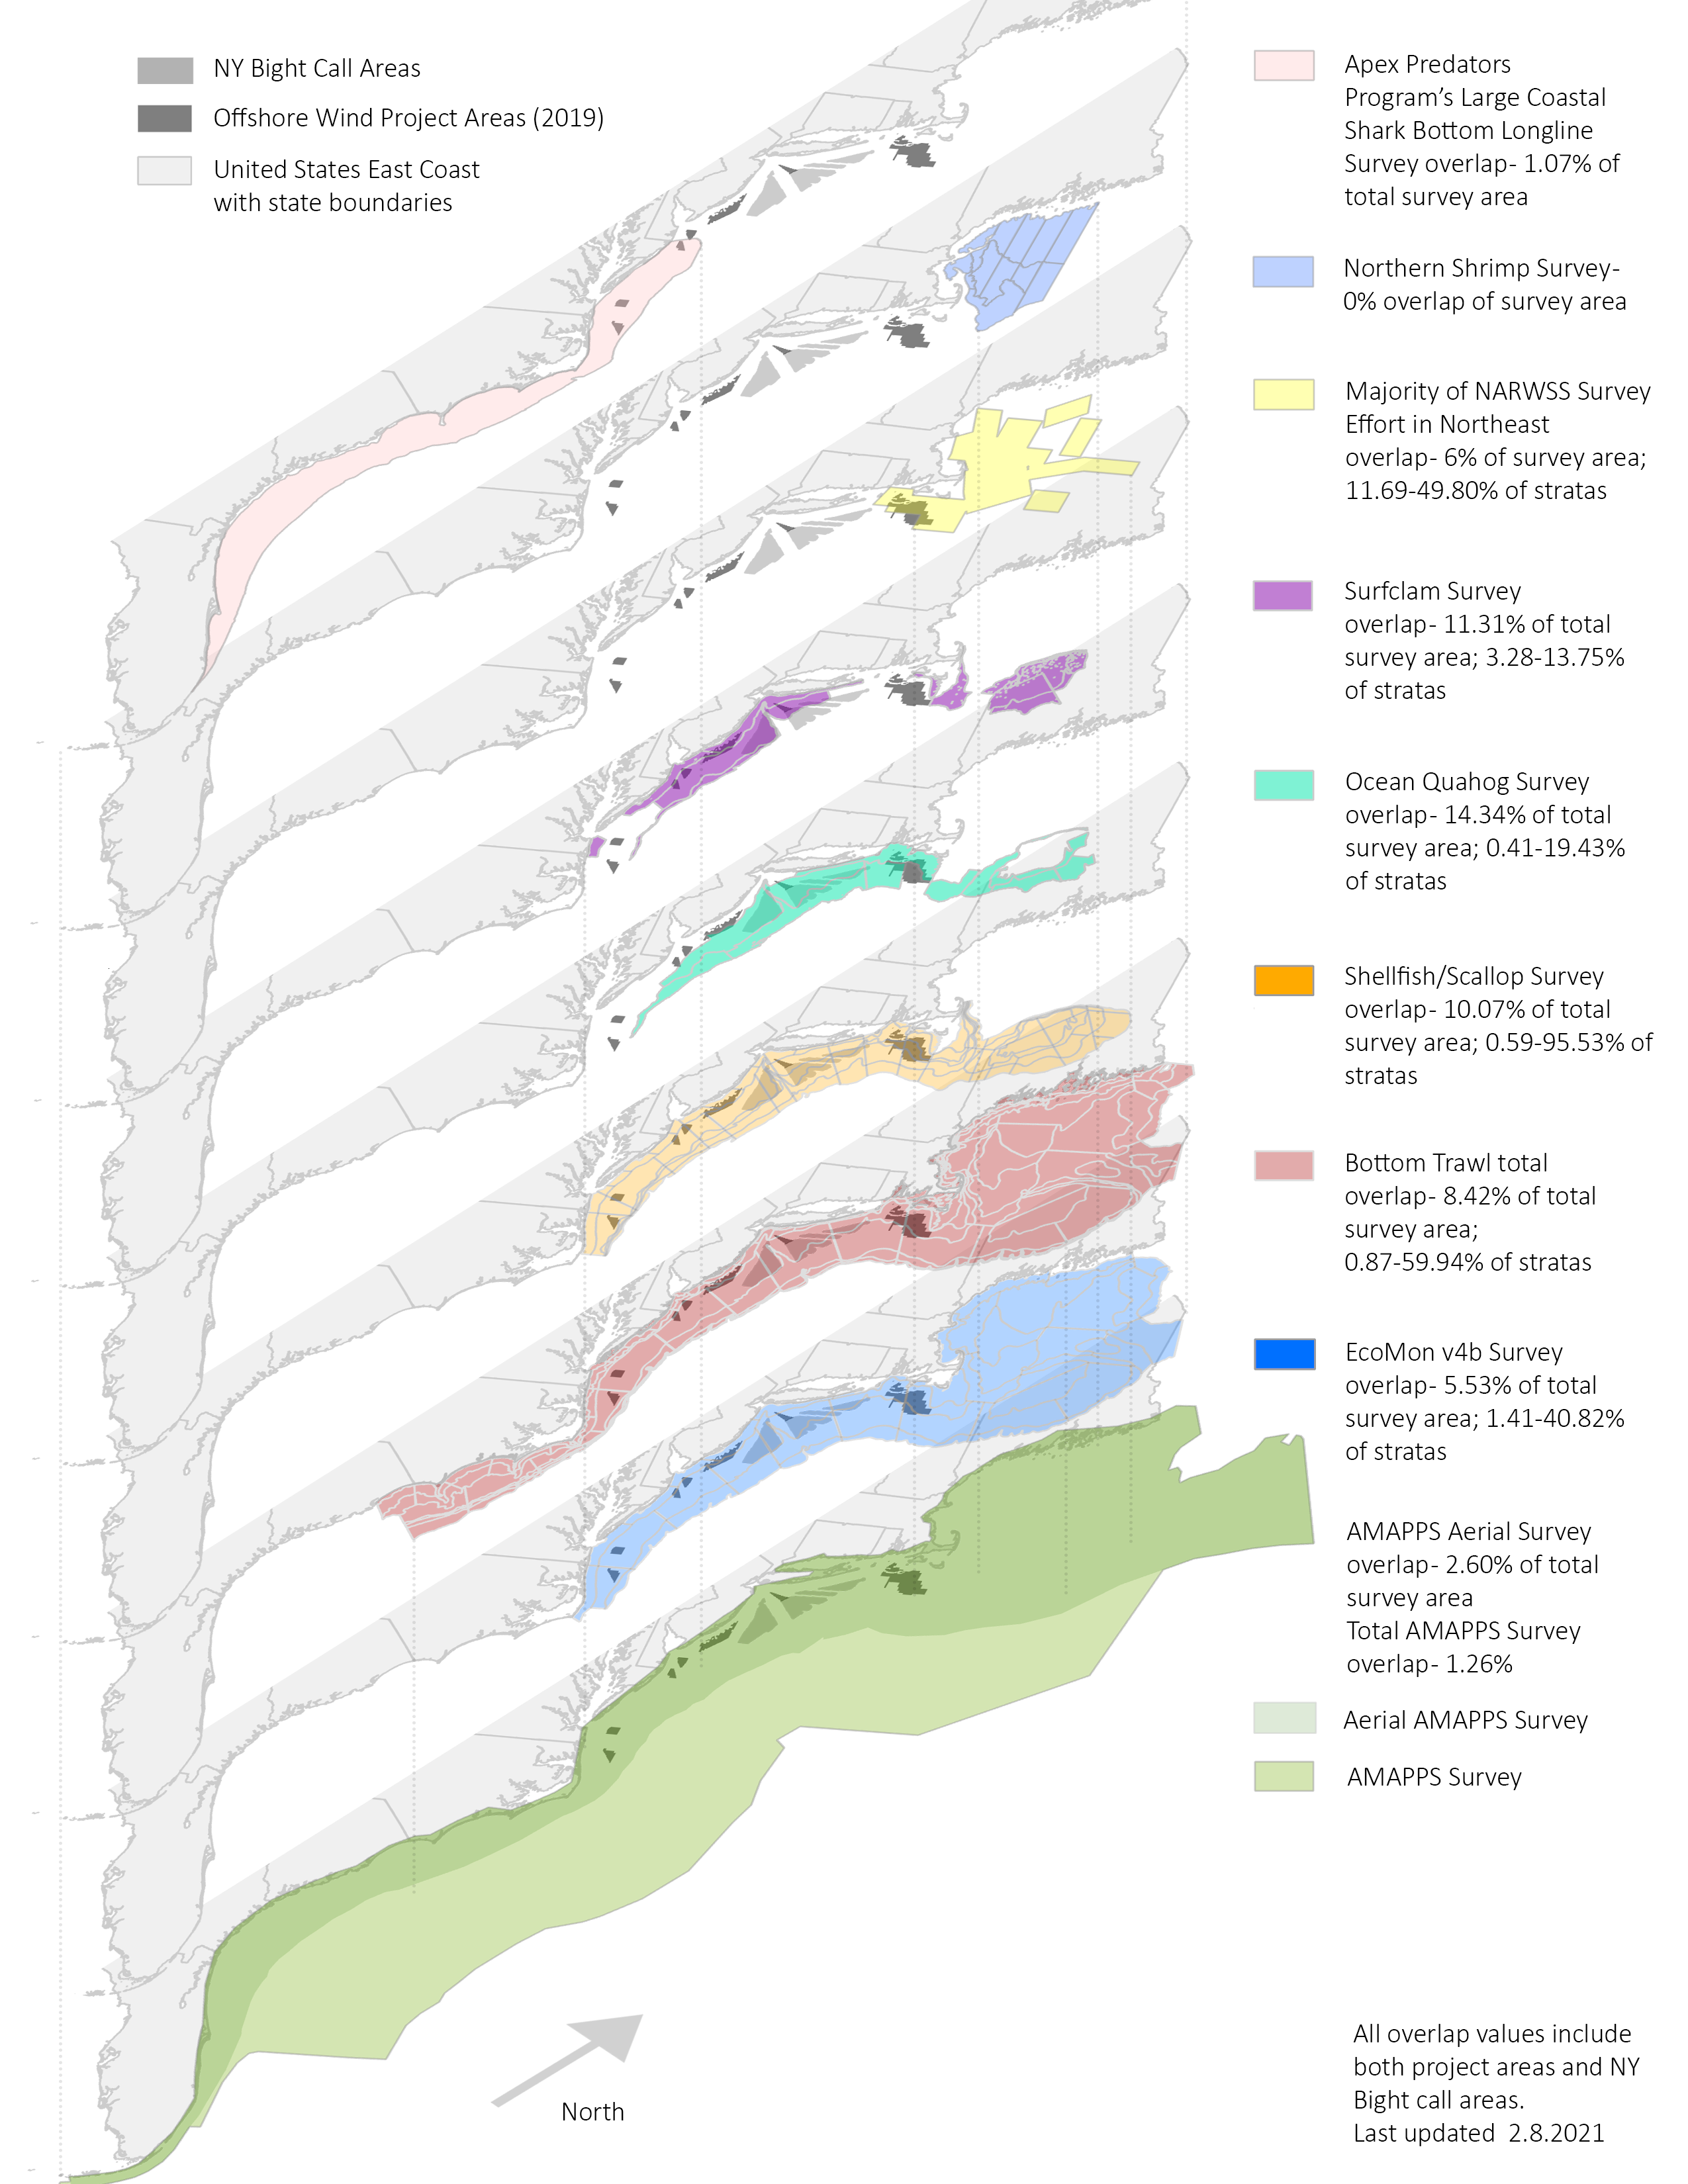 NY Bight Call Areas
Offshore Wind Project Areas (2019)
United States East Coast
with state boundaries
Apex Predators
Program’s Large Coastal
Shark Bottom Longline
Survey overlap- 1.07% of
total survey area
Northern Shrimp Survey-
0% overlap of survey area
Majority of NARWSS Survey
Effort in Northeast
overlap- 6% of survey area;
11.69-49.80% of stratas
Surfclam Survey
overlap- 11.31% of total
survey area; 3.28-13.75%
of stratas
Ocean Quahog Survey
overlap- 14.34% of total
survey area; 0.41-19.43%
of stratas
Shellfish/Scallop Survey
overlap- 10.07% of total
survey area; 0.59-95.53% of
stratas
Bottom Trawl total
overlap- 8.42% of total
survey area;
0.87-59.94% of stratas
EcoMon v4b Survey
overlap- 5.53% of total
survey area; 1.41-40.82%
of stratas
AMAPPS Aerial Survey
overlap- 2.60% of total
survey area
Total AMAPPS Survey
overlap- 1.26%
Aerial AMAPPS Survey
AMAPPS Survey
North
All overlap values include
both project areas and NY
Bight call areas.
Last updated 2.8.2021